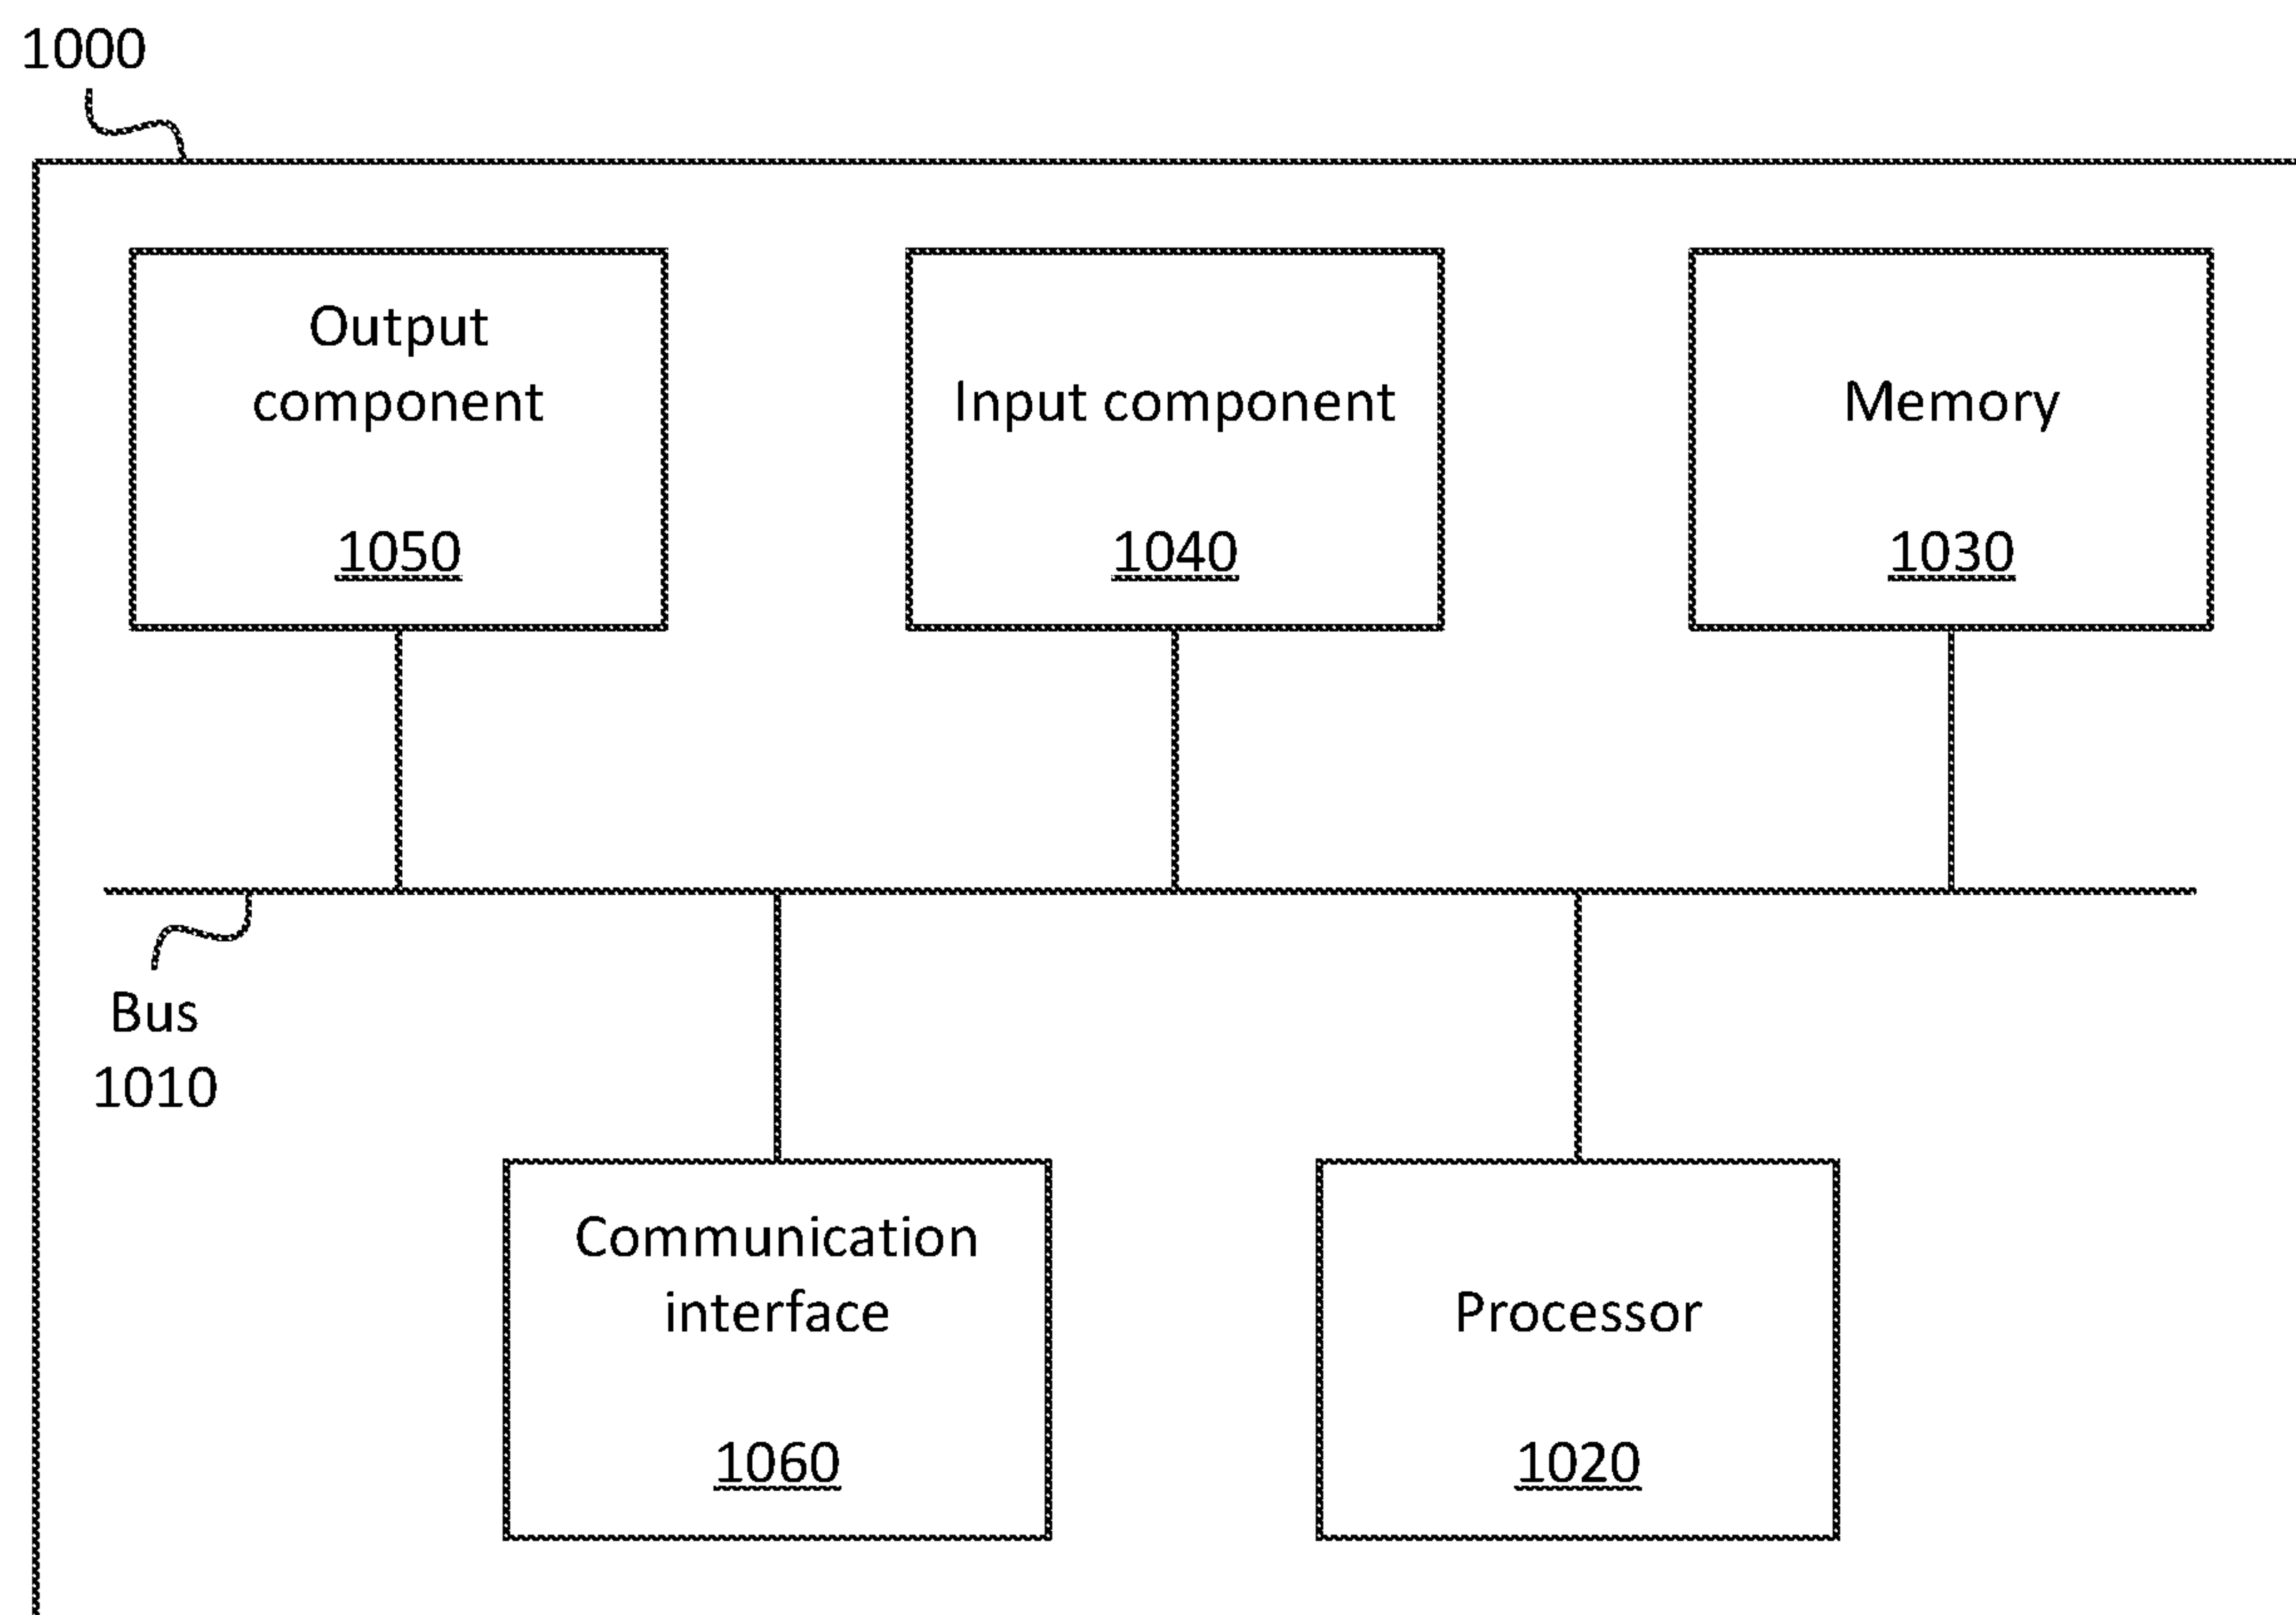 1000
Output
component
1050
Input component
1040
Memory
1030
Bus
1010
Communication
interface
1060
Processor
1020